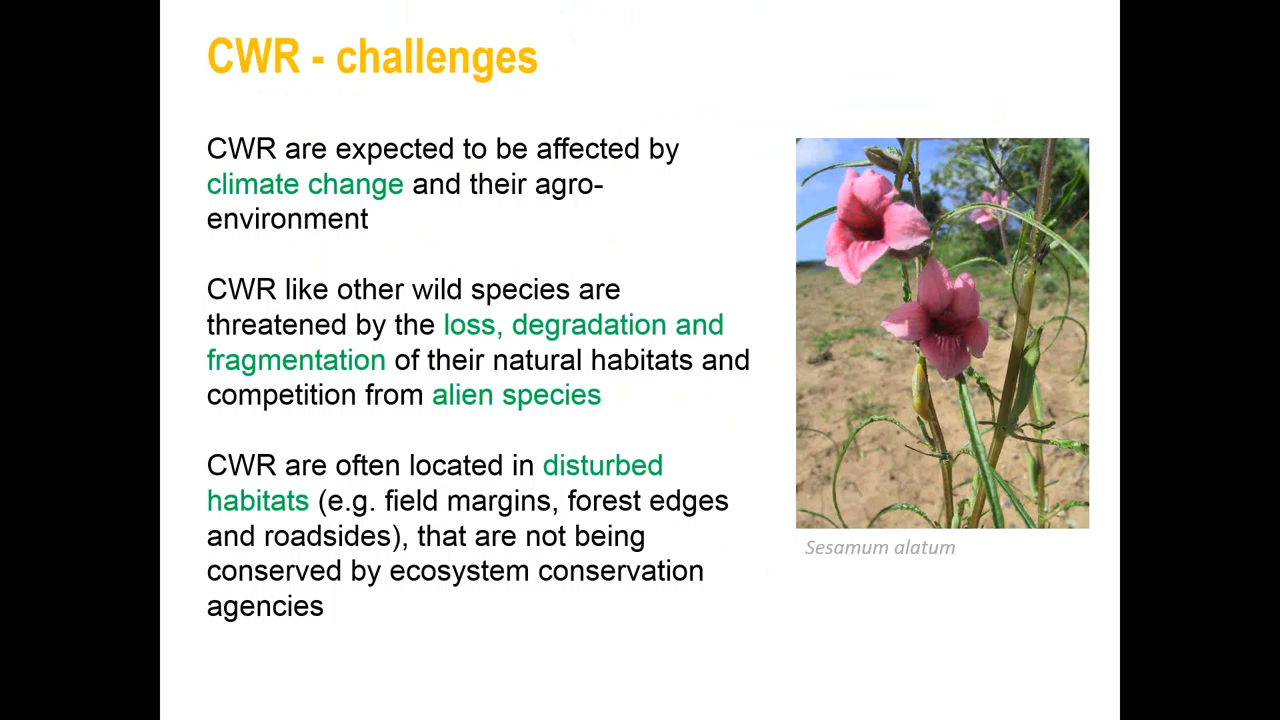 CWR - challenges
CWR are expected to be affected by
climate change and their agro-
environment
CWR like other wild species are
threatened by the loss, degradation and
fragmentation of their natural habitats and
competition from alien species
CWR are often located in disturbed
habitats (e.g. field margins, forest edges
and roadsides), that are not being
conserved by ecosystem conservation
agencies
Sesamum alatum